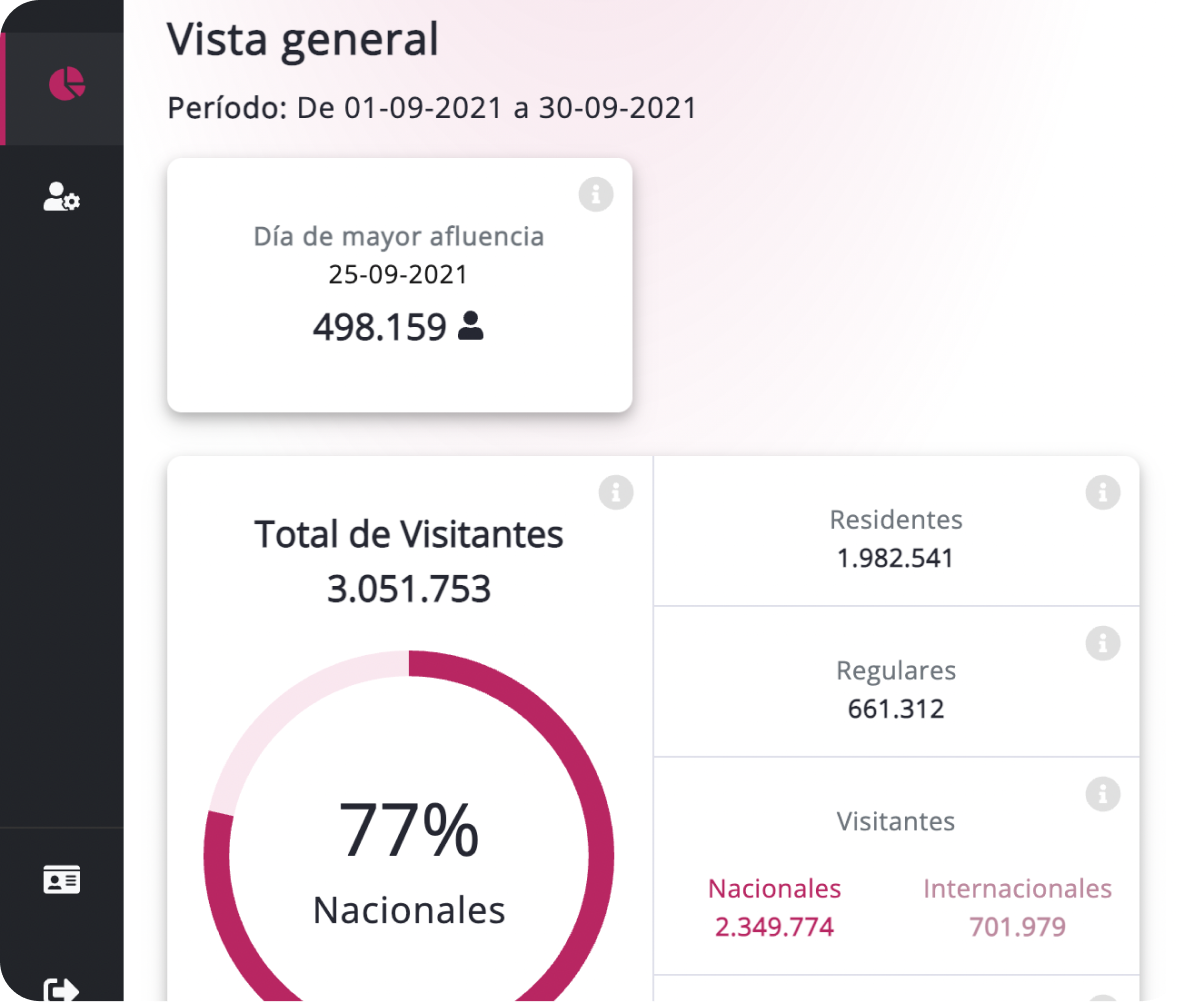 Vista general
Período: De 01-09-2021 a 30-09-2021
Día de mayor afluencia
25-09-2021
498.159
Total de Visitantes
3.051.753
77%
Nacionales
Residentes
1.982.541
Regulares
661.312
Visitantes
Nacionales Internacionales
2.349.774 701.979